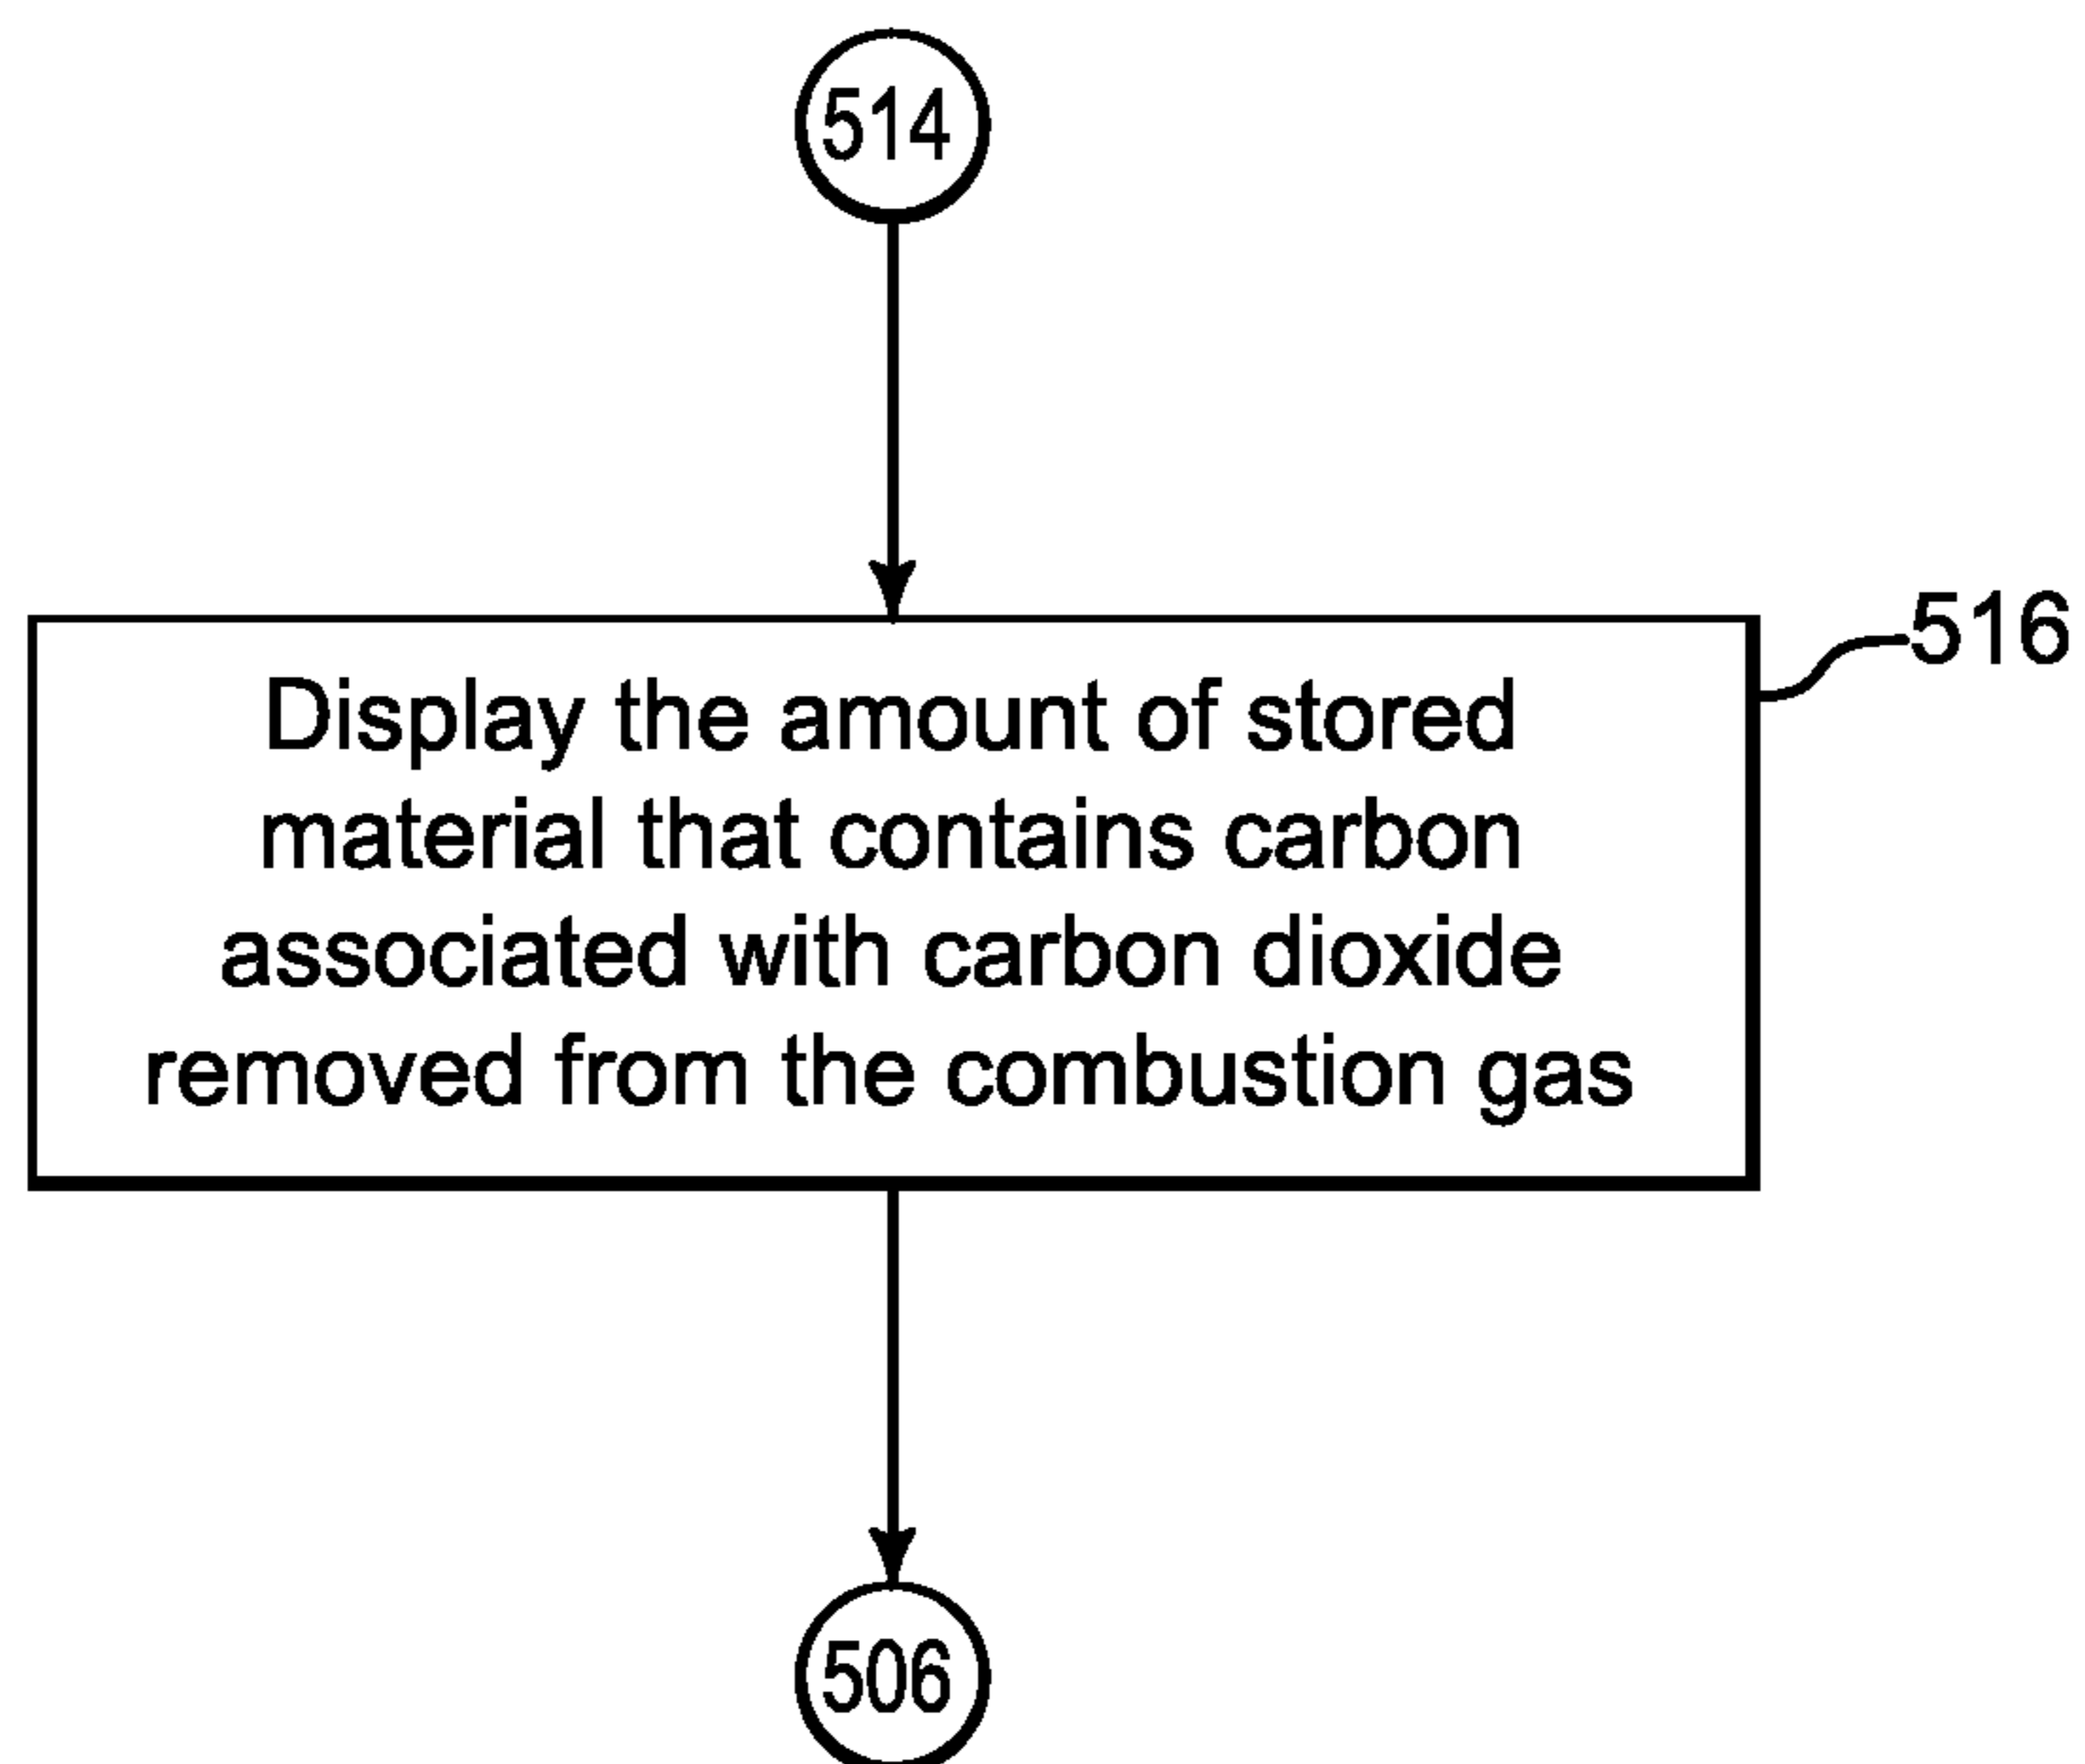 514
516
Display the amount of stored
material that contains carbon
associated with carbon dioxide
removed from the combustion gas
506